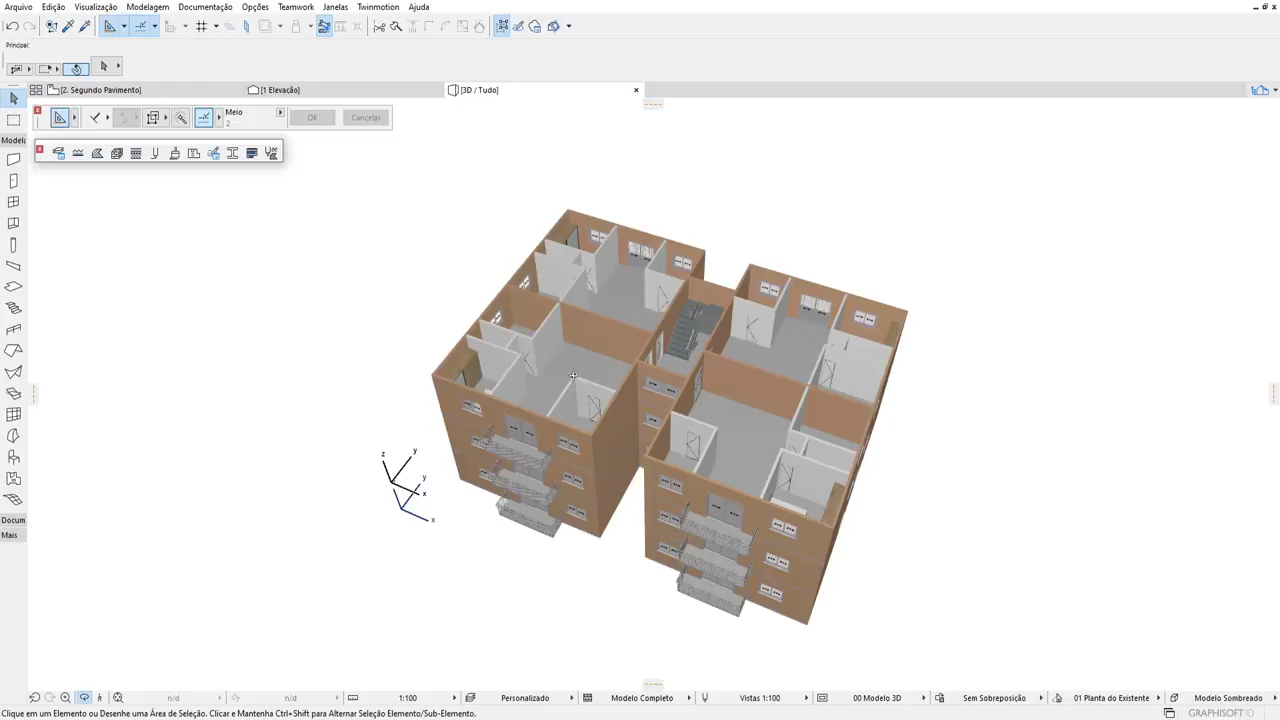 Arquivo Edição Visualização Modelagem Documentação Opções Teamwork Janelas Twinmotion Ajuda
Principal:
[2. Segundo Pavimento] [1 Elevação] [3D / Tudo]
Meio
2
OK Cancelar
Model
z y
y
x
x
Docum
Mais
n/d n/d 1:100 Personalizado Modelo Completo Vistas 1:100 00 Modelo 3D Sem Sobreposição 01 Planta do Existente Modelo Sombreado
Clique em um Elemento ou Desenhe uma Área de Seleção. Clicar e Mantenha Ctrl+Shift para Alternar Seleção Elemento/Sub-Elemento.
GRAPHISOFT ID